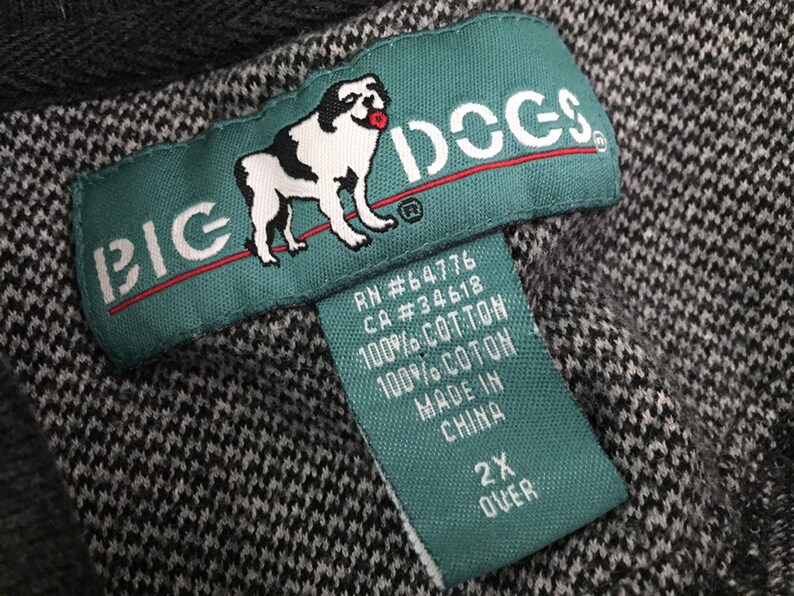 BIG DOGS®
®
RN #64776
CA #34618
100% COTTON
100% COTON
MADE IN
CHINA
2X
OVER